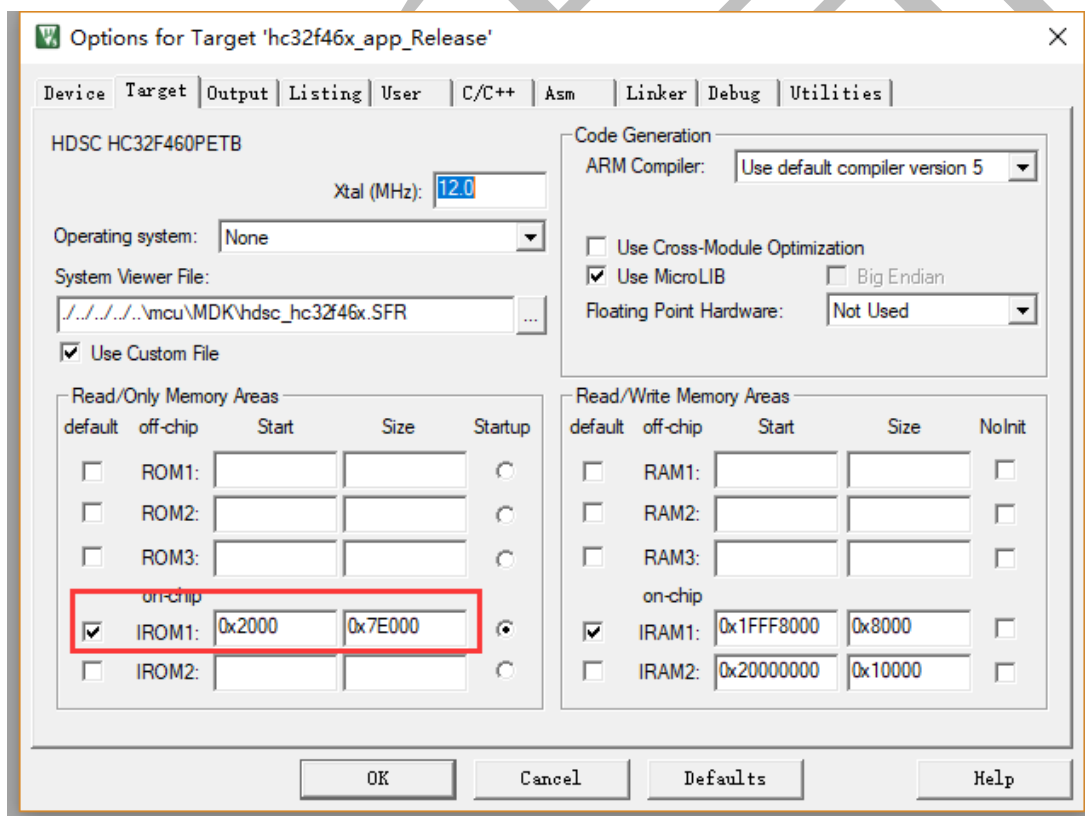 Options for Target 'hc32f46x_app_Release'
Device Target Output Listing User C/C++ Asm Linker Debug Utilities
HDSC HC32F460PETB
Xtal (MHz): 12.0
Operating system: None
System Viewer File:
./../../../..\mcu\MDK\hdsc_hc32f46x.SFR ...
Use Custom File
Code Generation
ARM Compiler: Use default compiler version 5
Use Cross-Module Optimization
Use MicroLIB Big Endian
Floating Point Hardware: Not Used
Read/Only Memory Areas
default off-chip Start Size Startup
ROM1:
ROM2:
ROM3:
on-chip
IROM1: 0x2000 0x7E000
IROM2:
Read/Write Memory Areas
default off-chip Start Size NoInit
RAM1:
RAM2:
RAM3:
on-chip
IRAM1: 0x1FFF8000 0x8000
IRAM2: 0x20000000 0x10000
OK Cancel Defaults Help